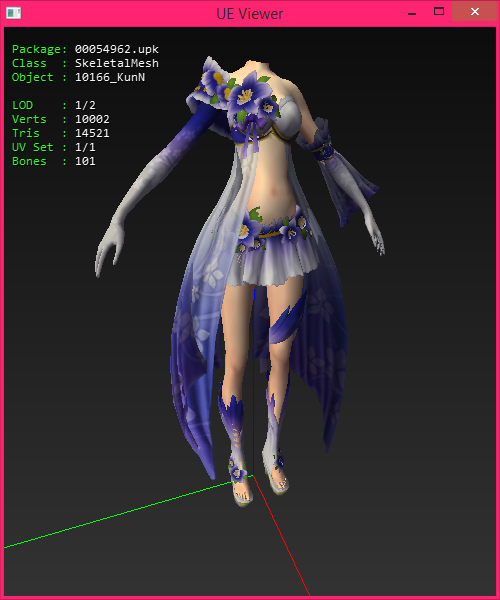 UE Viewer
Package: 00054962.upk
Class : SkeletalMesh
Object : 10166_KunN
LOD : 1/2
Verts : 10002
Tris : 14521
UV Set : 1/1
Bones : 101